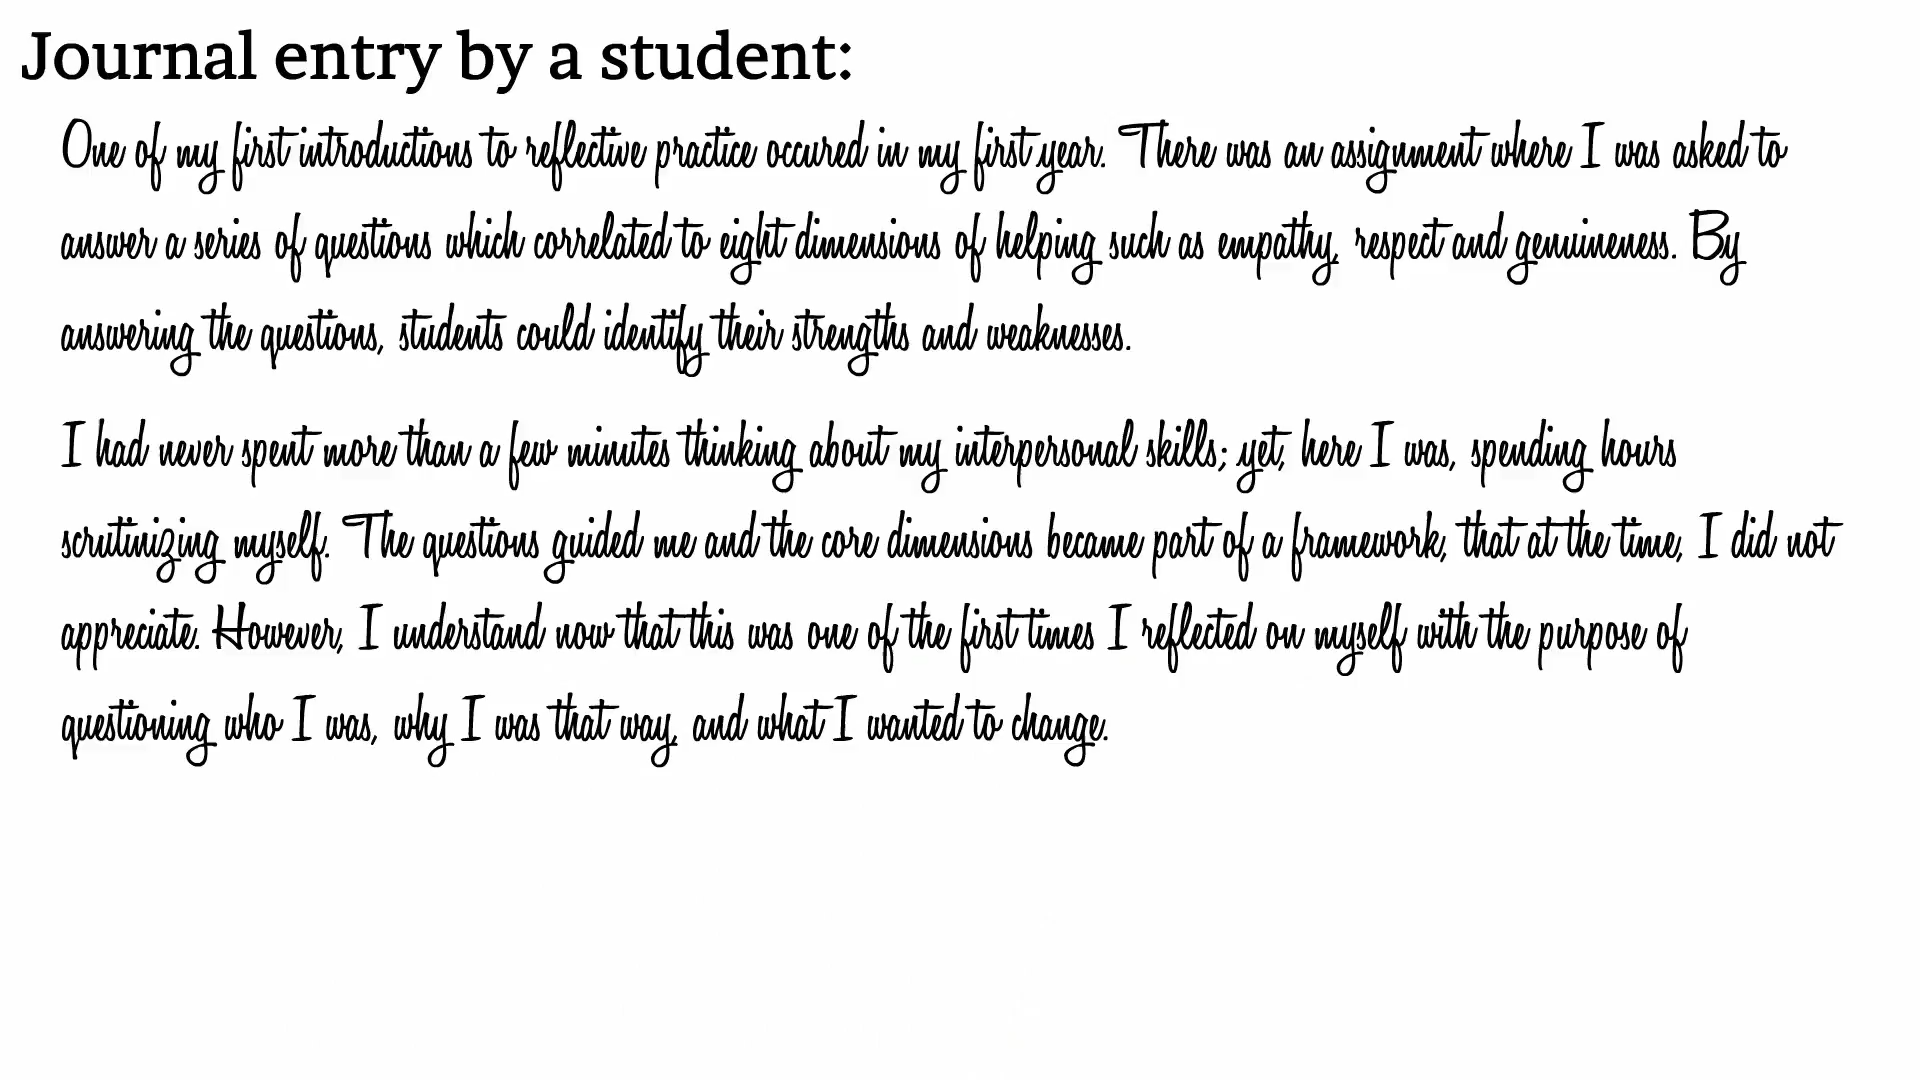 Journal entry by a student:
One of my first introductions to reflective practice occured in my first year. There was an assignment where I was asked to
answer a series of questions which correlated to eight dimensions of helping such as empathy, respect and genuineness. By
answering the questions, students could identify their strengths and weaknesses.
I had never spent more than a few minutes thinking about my interpersonal skills; yet, here I was, spending hours
scrutinizing myself. The questions guided me and the core dimensions became part of a framework, that at the time, I did not
appreciate. However, I understand now that this was one of the first times I reflected on myself with the purpose of
questioning who I was, why I was that way, and what I wanted to change.